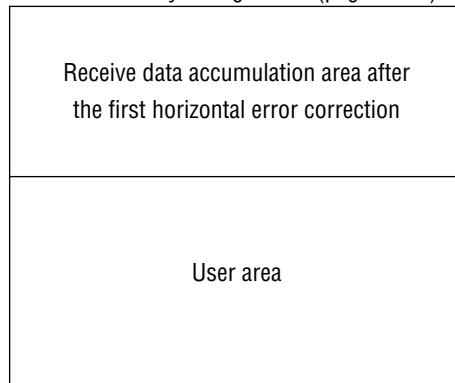 Receive data accumulation area after
the first horizontal error correction
User area